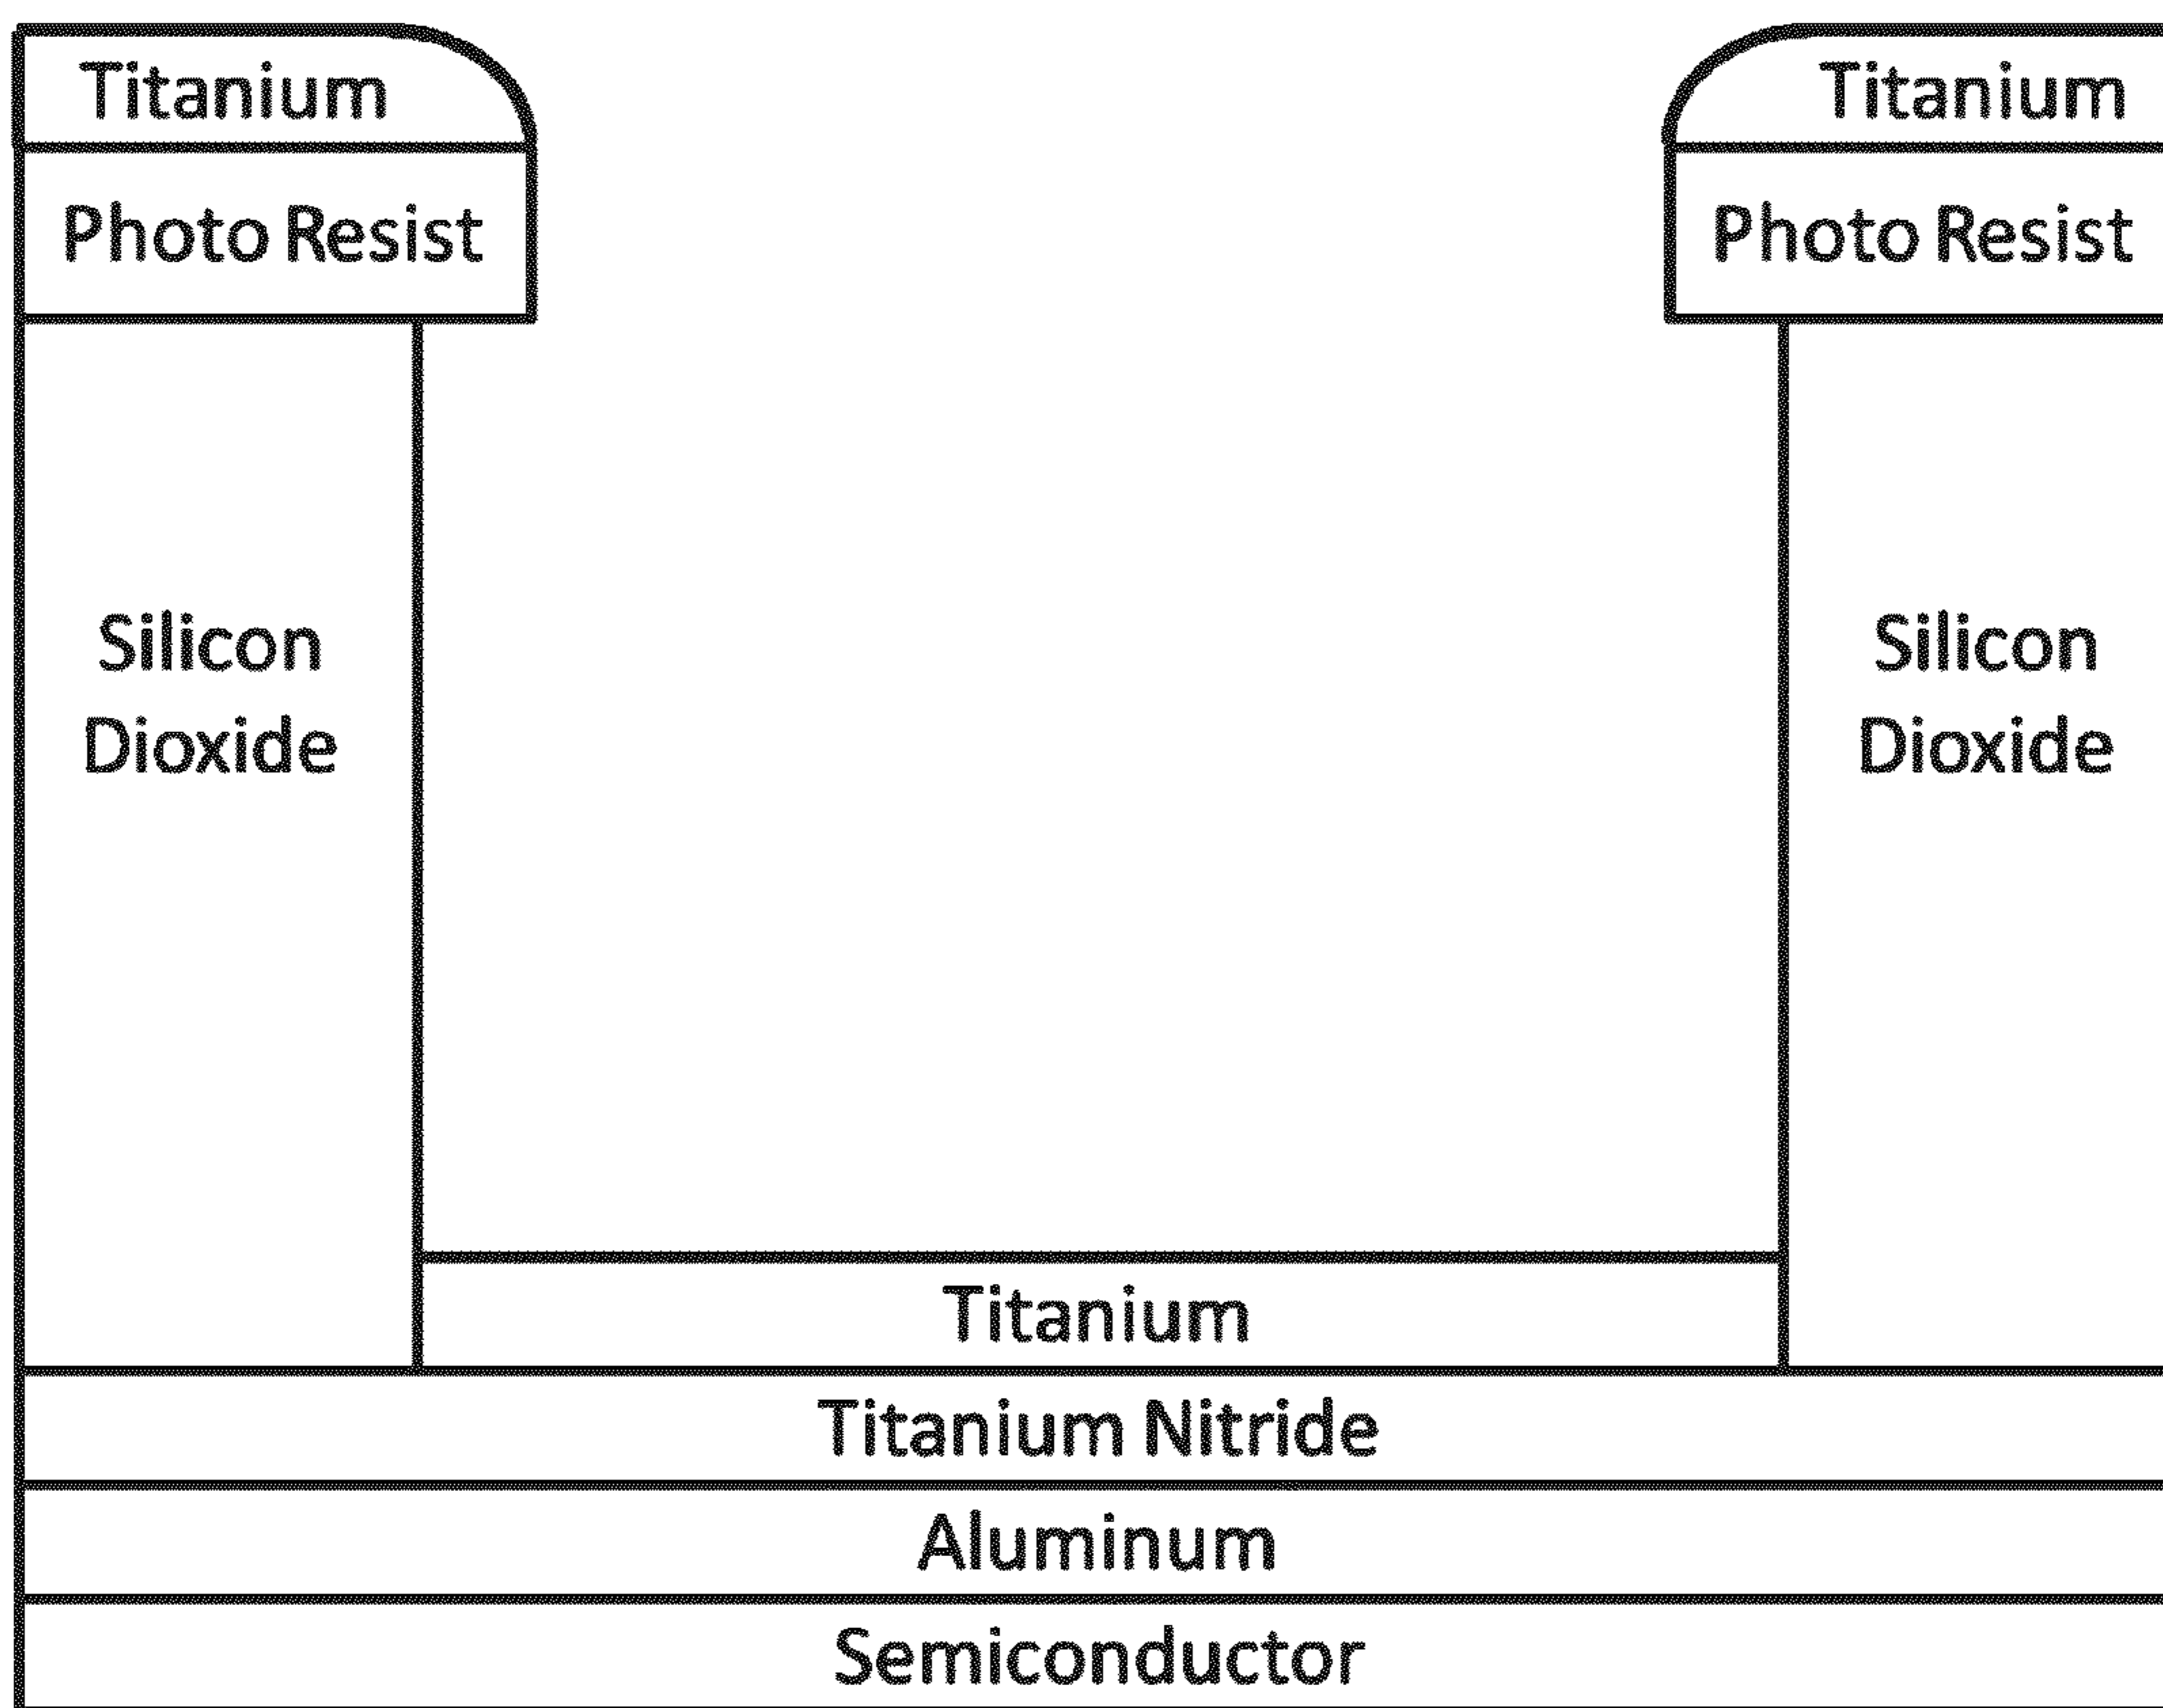 Titanium
Titanium
Photo Resist
Photo Resist
Silicon
Dioxide
Silicon
Dioxide
Titanium
Titanium Nitride
Aluminum
Semiconductor